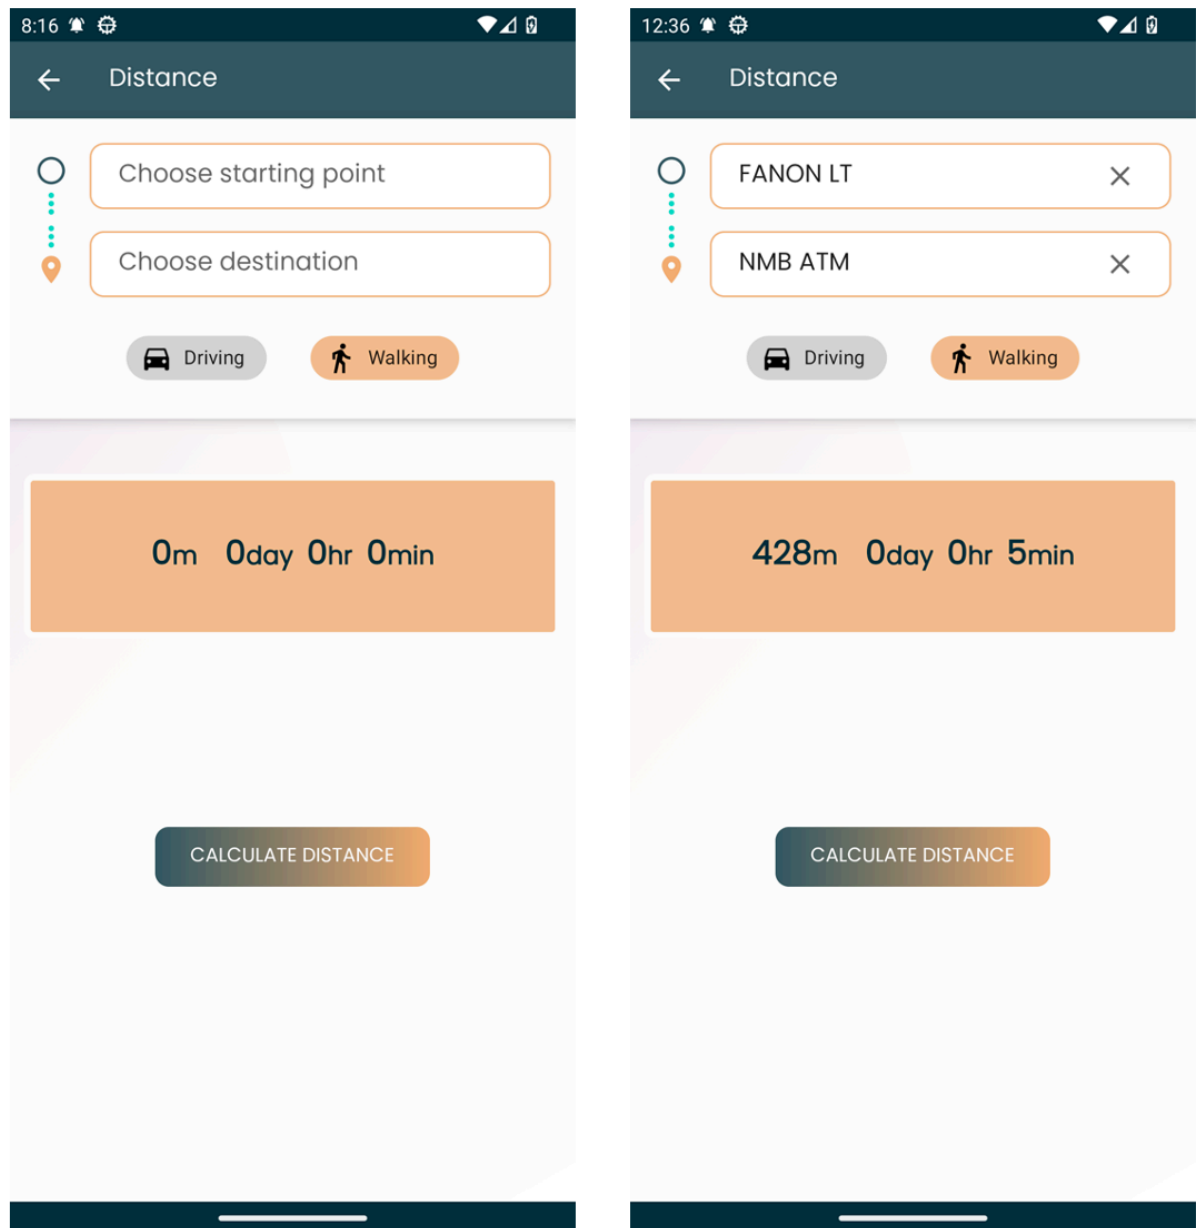 8:16
Distance
Choose starting point
Choose destination
Driving Walking
0m 0day 0hr 0min
CALCULATE DISTANCE
12:36
Distance
FANON LT
NMB ATM
Driving Walking
428m 0day 0hr 5min
CALCULATE DISTANCE